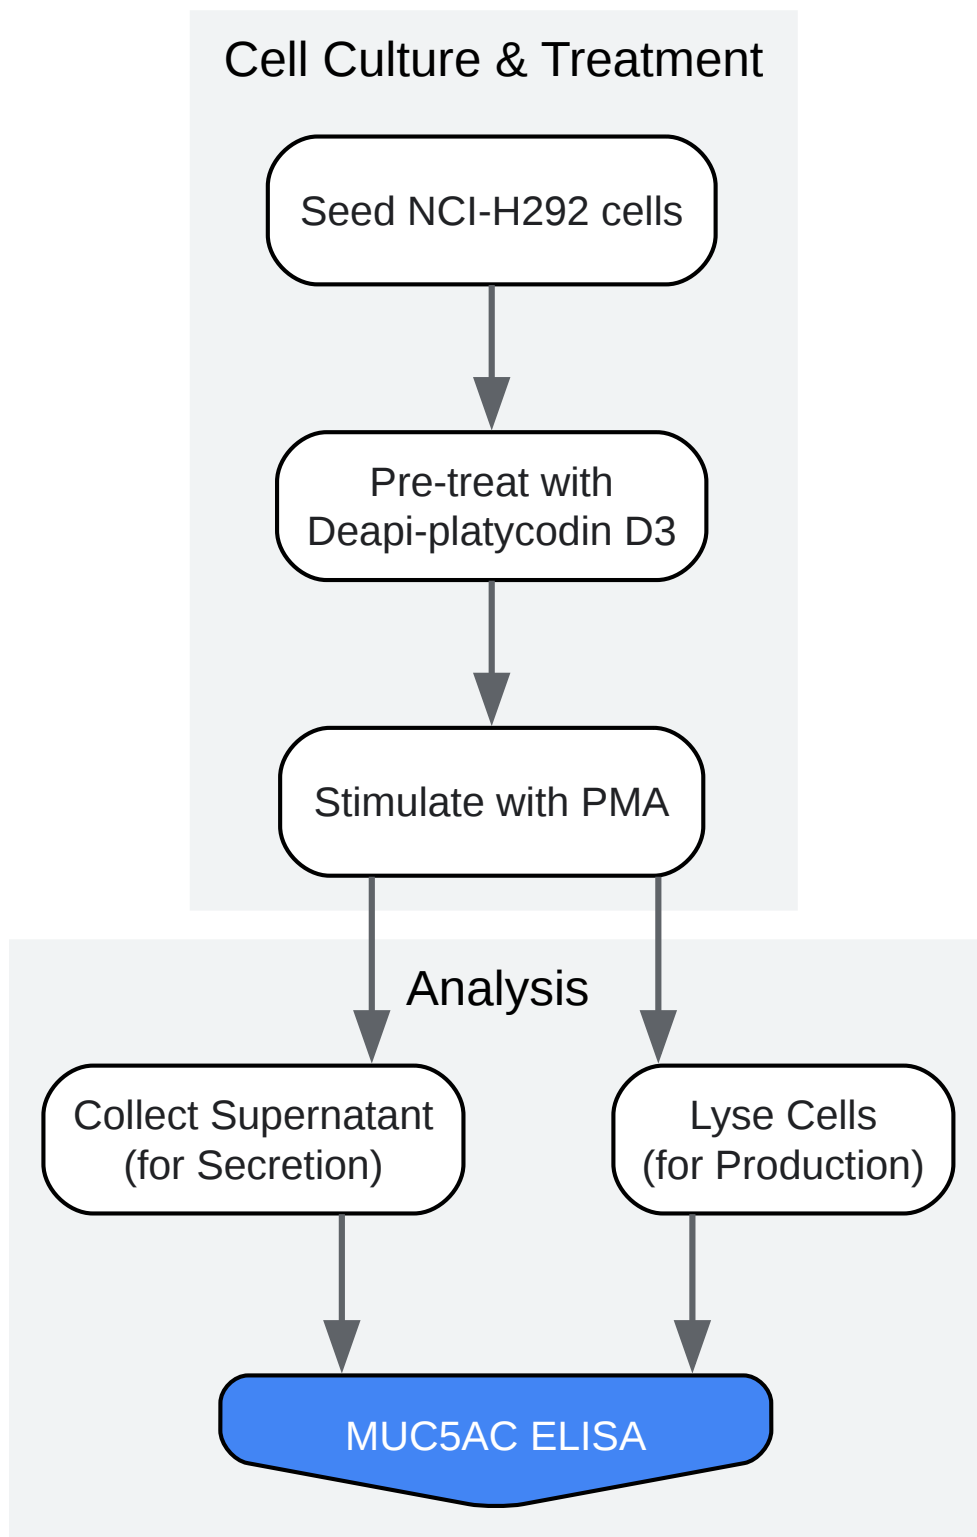 Cell Culture & Treatment
Seed NCI-H292 cells
Pre-treat with
Deapi-platycodin D3
Stimulate with PMA
Analysis
Collect Supernatant
(for Secretion)
Lyse Cells
(for Production)
MUC5AC ELISA